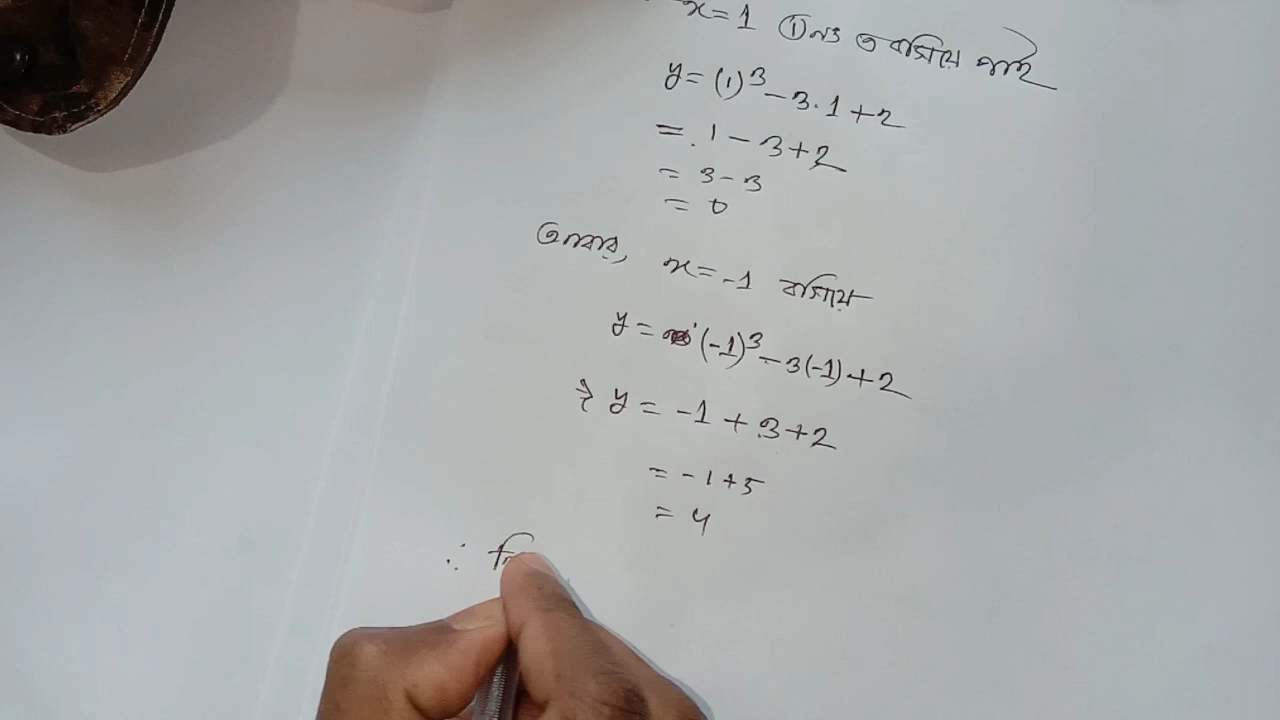 x=1 ①নং এ বসিয়ে পাই
y=(1)³-3.1+2
=.1-3+2
=3-3
=0
আবার, x=-1 বসিয়ে
y=(-1)³-3(-1)+2
⇒ y=-1+3+2
=-1+5
=4
∴